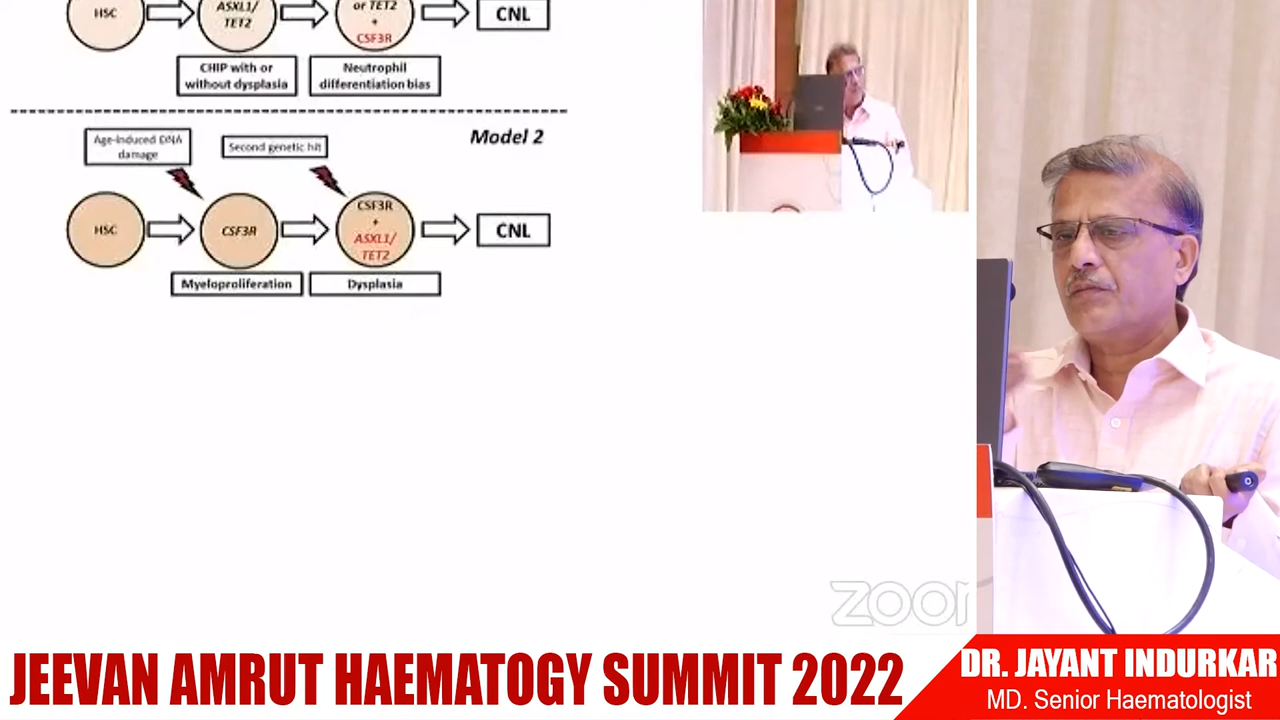 HSC
ASXL1/
TET2
or TET2
+
CSF3R
CNL
CHIP with or
without dysplasia
Neutrophil
differentiation bias
Model 2
Age-Induced DNA
damage
Second genetic hit
HSC
CSF3R
CSF3R
+
ASXL1/
TET2
CNL
Myeloproliferation
Dysplasia
zoom
JEEVAN AMRUT HAEMATOGY SUMMIT 2022
DR. JAYANT INDURKAR
MD. Senior Haematologist